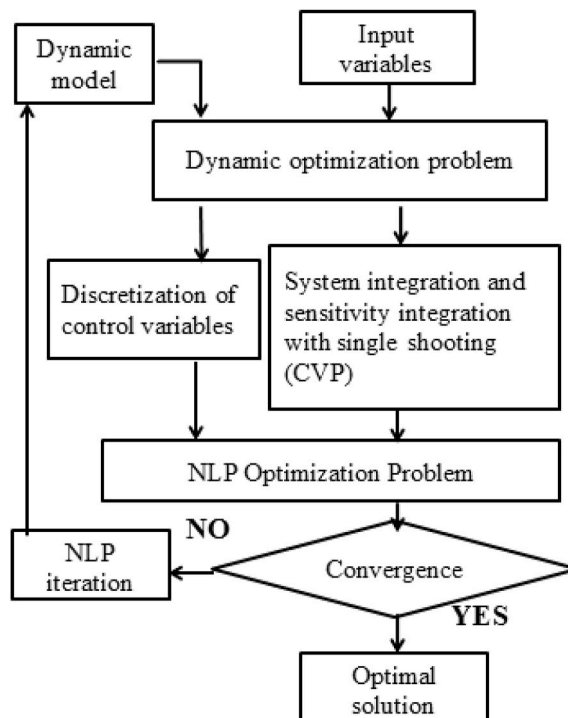 Dynamic
model
Input
variables
Dynamic optimization problem
Discretization of
control variables
System integration and
sensitivity integration
with single shooting
(CVP)
NLP Optimization Problem
NO
NLP
iteration
Convergence
YES
Optimal
solution